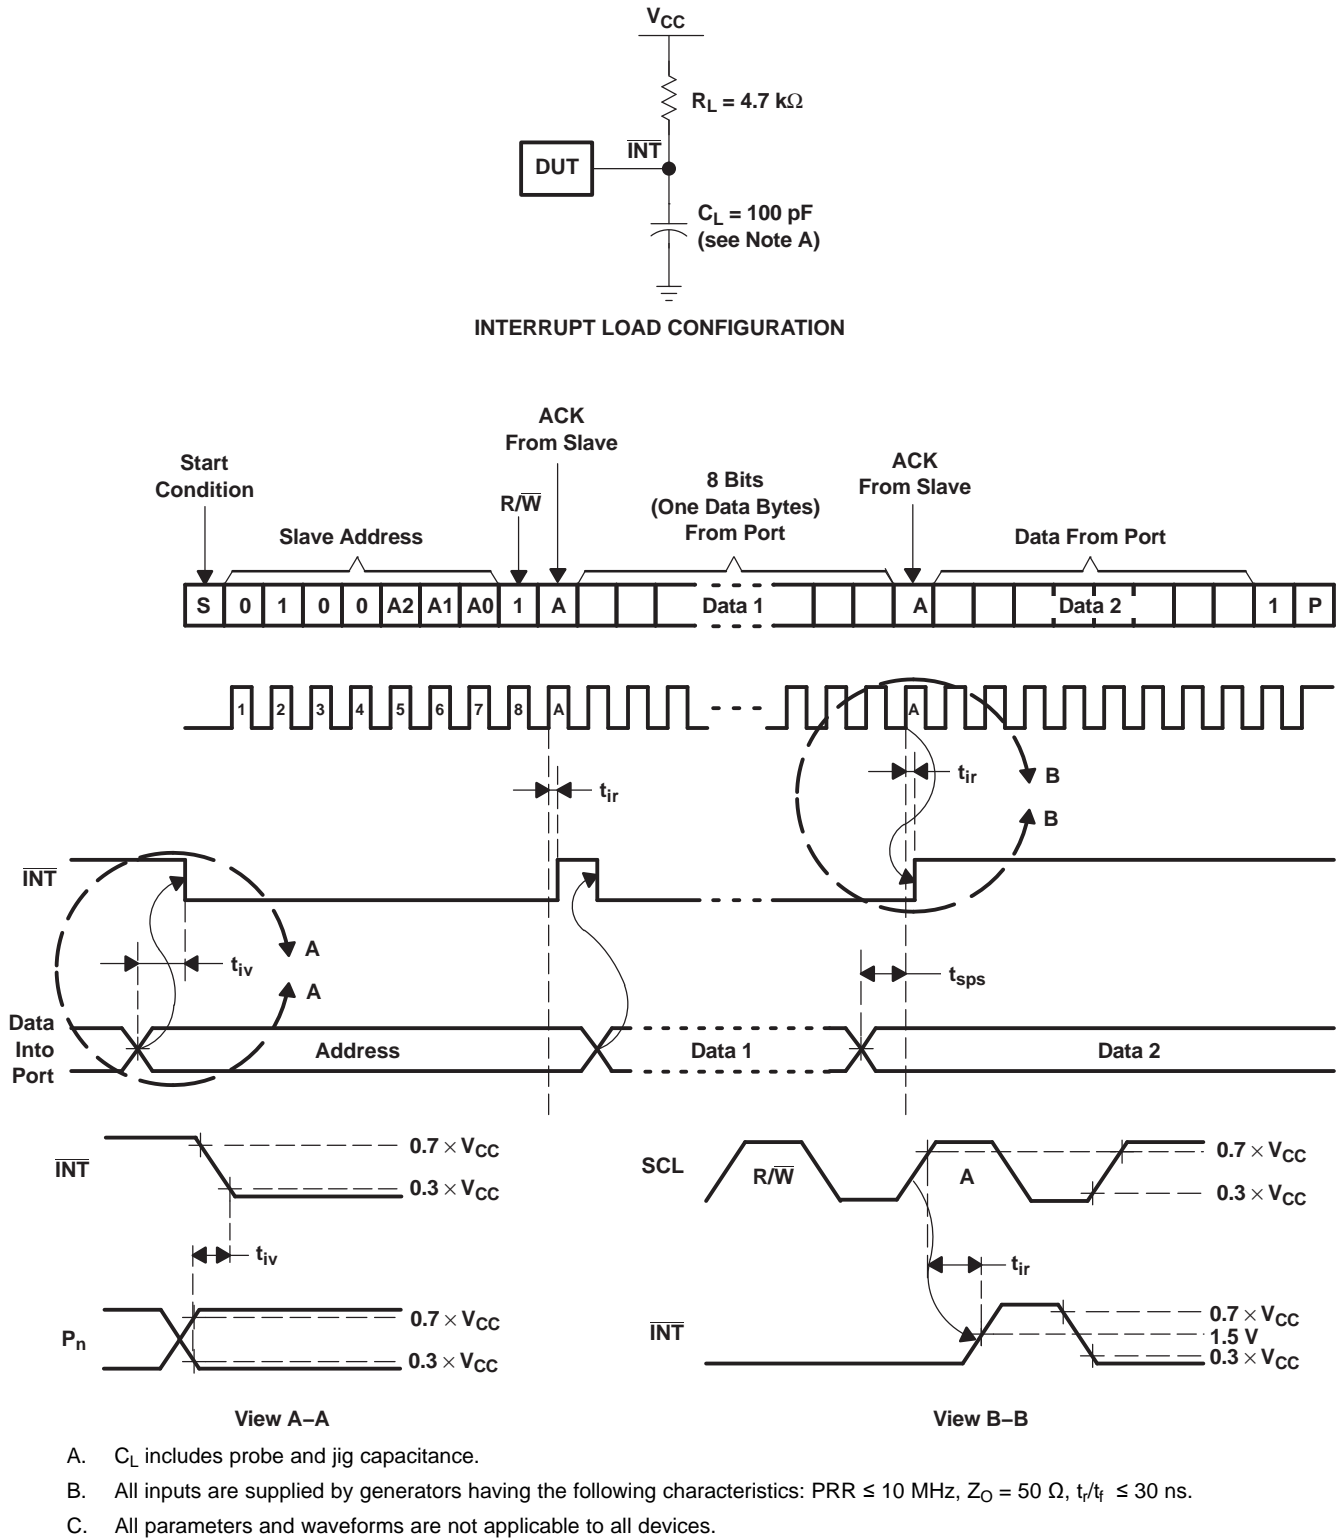 V_CC
R_L = 4.7 kΩ
INT
DUT
C_L = 100 pF
(see Note A)
INTERRUPT LOAD CONFIGURATION
ACK
From Slave
Start
Condition
R/W
Slave Address
8 Bits
(One Data Bytes)
From Port
ACK
From Slave
Data From Port
S 0 1 0 0 A2 A1 A0 1 A Data 1 A Data 2 1 P
1 2 3 4 5 6 7 8 A A
t_ir
t_ir
B
B
INT
A
t_iv
A
t_sps
Data
Into
Port
Address
Data 1
Data 2
INT
0.7 × V_CC
0.3 × V_CC
t_iv
P_n
0.7 × V_CC
0.3 × V_CC
View A–A
SCL
R/W
A
0.7 × V_CC
0.3 × V_CC
t_ir
INT
0.7 × V_CC
1.5 V
0.3 × V_CC
View B–B
A. C_L includes probe and jig capacitance.
B. All inputs are supplied by generators having the following characteristics: PRR ≤ 10 MHz, Z_O = 50 Ω, t_r/t_f ≤ 30 ns.
C. All parameters and waveforms are not applicable to all devices.